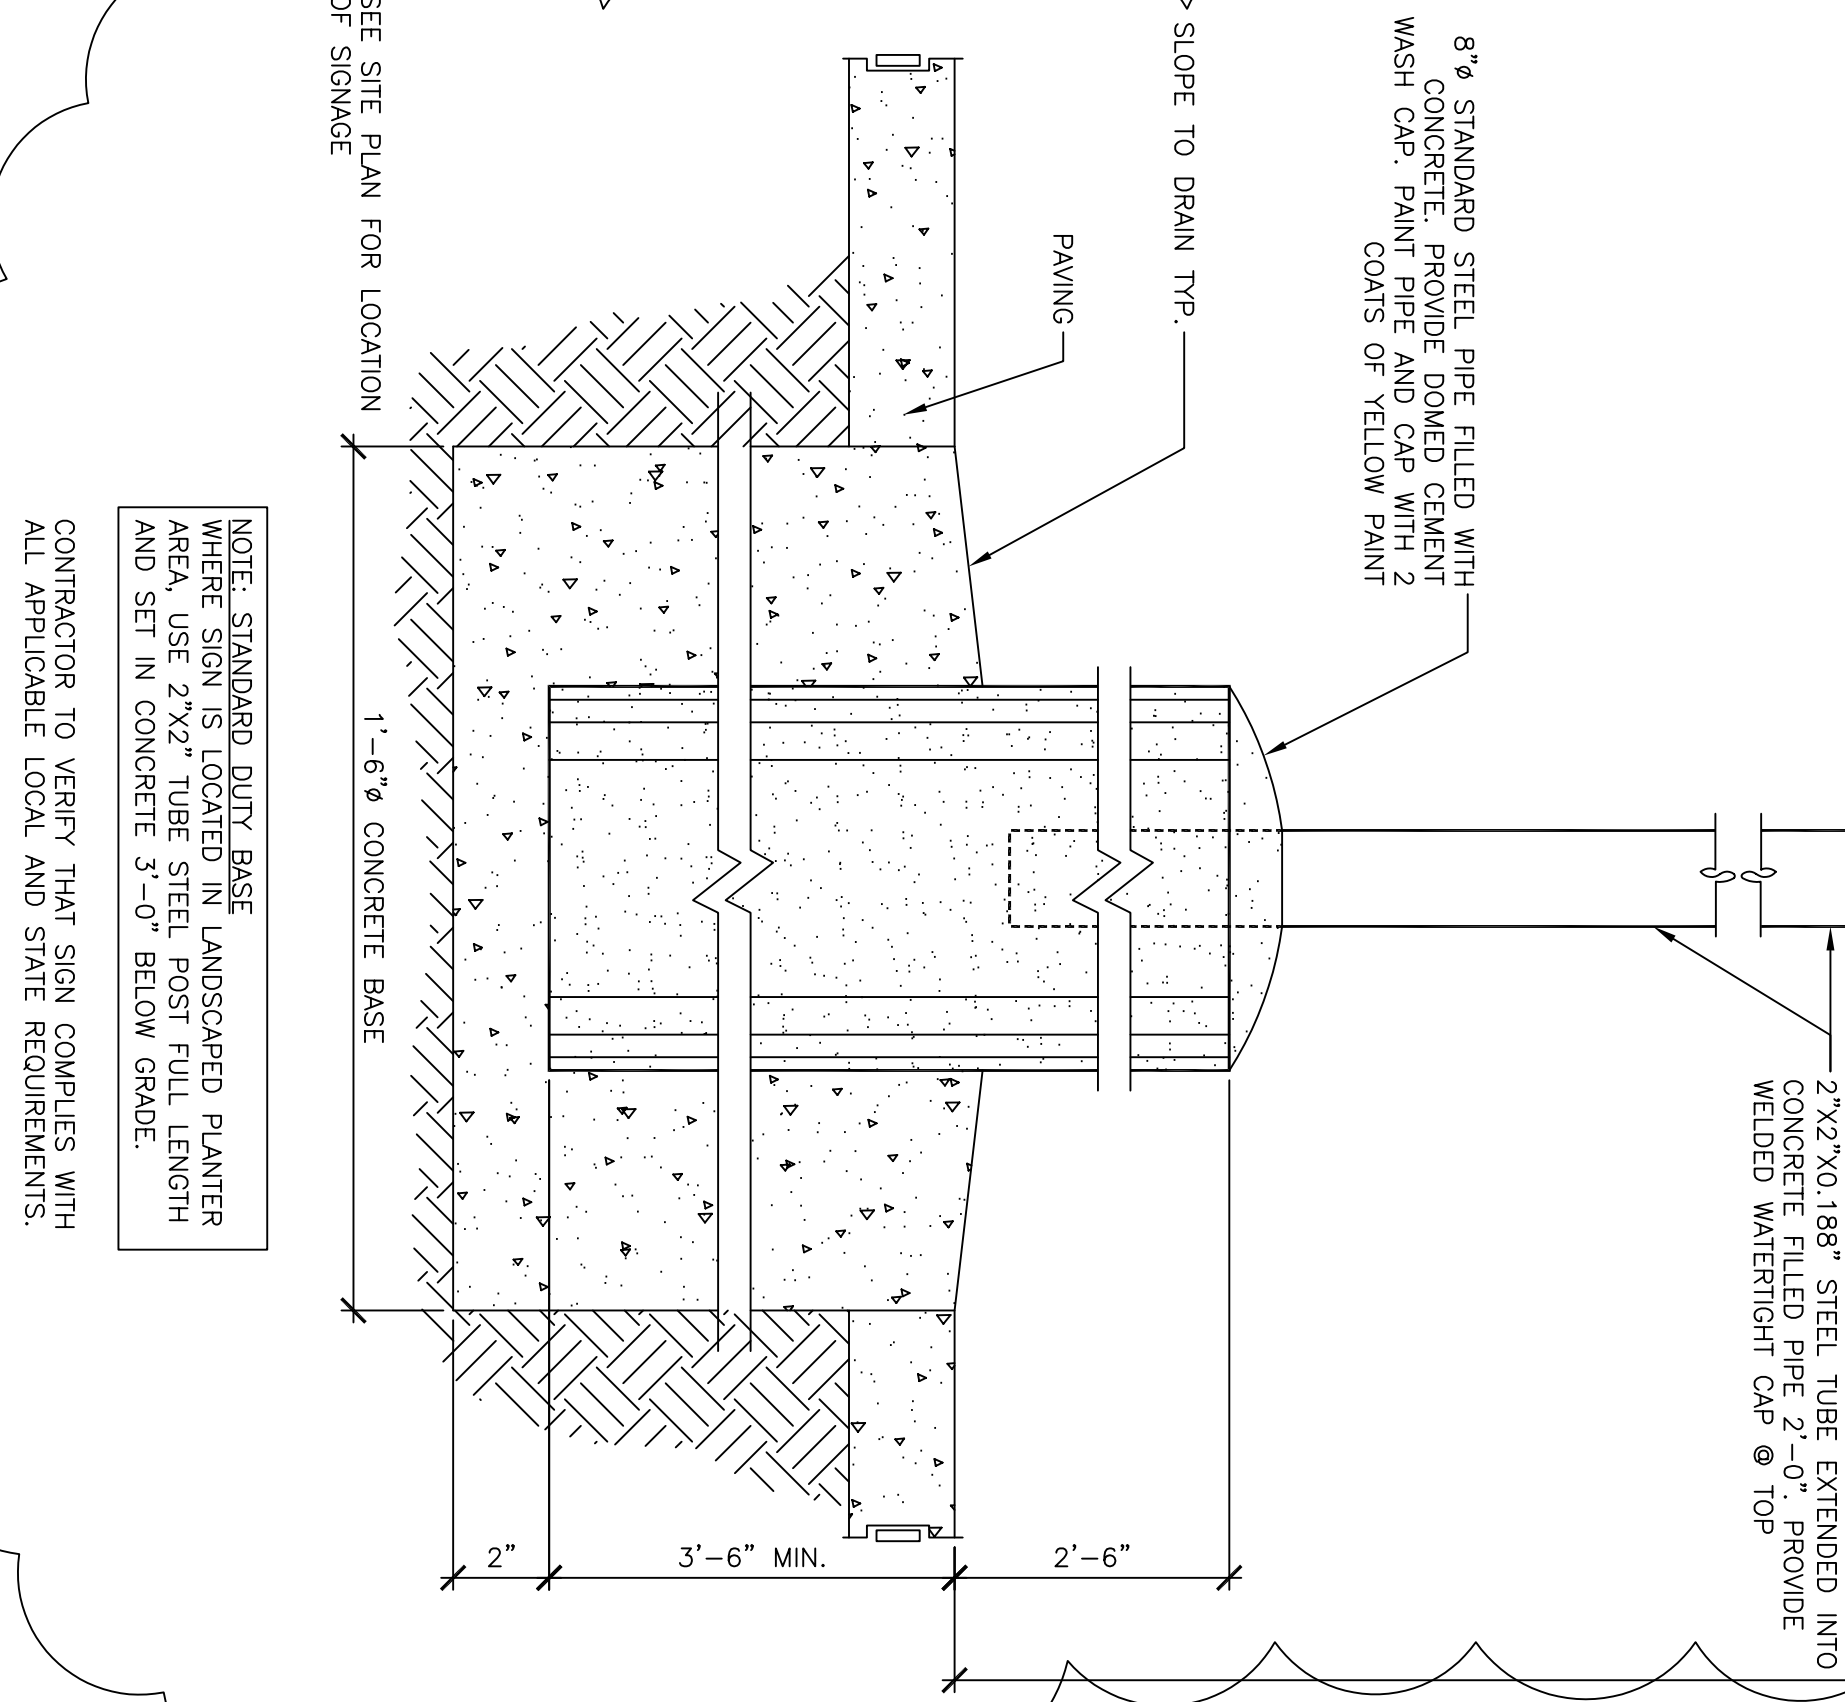 2"X2"X0.188" STEEL TUBE EXTENDED INTO
CONCRETE FILLED PIPE 2'-0". PROVIDE
WELDED WATERTIGHT CAP @ TOP
8"ø STANDARD STEEL PIPE FILLED WITH
CONCRETE. PROVIDE DOMED CEMENT
WASH CAP. PAINT PIPE AND CAP WITH 2
COATS OF YELLOW PAINT
SLOPE TO DRAIN TYP.
PAVING
2'-6"
3'-6" MIN.
2"
SEE SITE PLAN FOR LOCATION
OF SIGNAGE
1'-6"ø CONCRETE BASE
NOTE: STANDARD DUTY BASE
WHERE SIGN IS LOCATED IN LANDSCAPED PLANTER
AREA, USE 2"X2" TUBE STEEL POST FULL LENGTH
AND SET IN CONCRETE 3'-0" BELOW GRADE.
CONTRACTOR TO VERIFY THAT SIGN COMPLIES WITH
ALL APPLICABLE LOCAL AND STATE REQUIREMENTS.